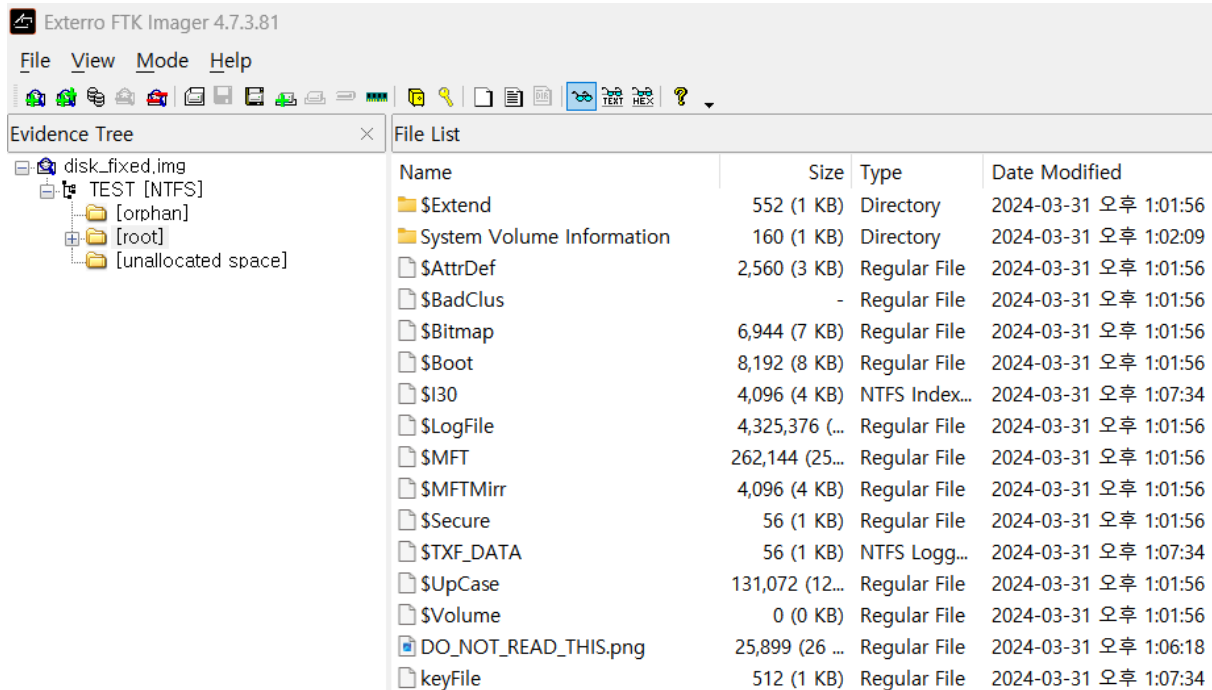 Exterro FTK Imager 4.7.3.81
File View Mode Help
TEXT HEX
Evidence Tree
disk_fixed.img
TEST [NTFS]
[orphan]
[root]
[unallocated space]
File List
Name Size Type Date Modified
$Extend 552 (1 KB) Directory 2024-03-31 오후 1:01:56
System Volume Information 160 (1 KB) Directory 2024-03-31 오후 1:02:09
$AttrDef 2,560 (3 KB) Regular File 2024-03-31 오후 1:01:56
$BadClus - Regular File 2024-03-31 오후 1:01:56
$Bitmap 6,944 (7 KB) Regular File 2024-03-31 오후 1:01:56
$Boot 8,192 (8 KB) Regular File 2024-03-31 오후 1:01:56
$I30 4,096 (4 KB) NTFS Index... 2024-03-31 오후 1:07:34
$LogFile 4,325,376 (... Regular File 2024-03-31 오후 1:01:56
$MFT 262,144 (25... Regular File 2024-03-31 오후 1:01:56
$MFTMirr 4,096 (4 KB) Regular File 2024-03-31 오후 1:01:56
$Secure 56 (1 KB) Regular File 2024-03-31 오후 1:01:56
$TXF_DATA 56 (1 KB) NTFS Logg... 2024-03-31 오후 1:07:34
$UpCase 131,072 (12... Regular File 2024-03-31 오후 1:01:56
$Volume 0 (0 KB) Regular File 2024-03-31 오후 1:01:56
DO_NOT_READ_THIS.png 25,899 (26 ... Regular File 2024-03-31 오후 1:06:18
keyFile 512 (1 KB) Regular File 2024-03-31 오후 1:07:34